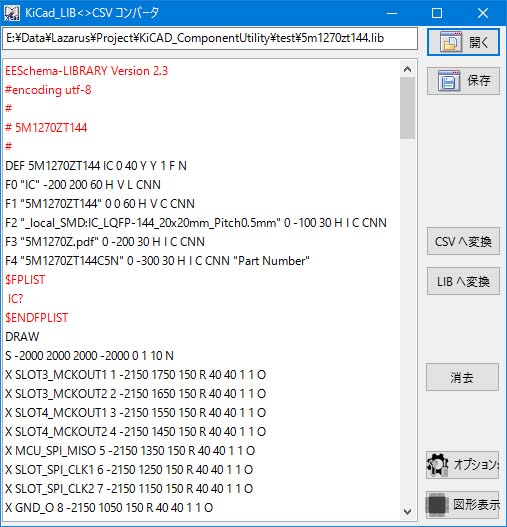 KiCad_LIB<>CSV コンバータ
E:¥Data¥Lazarus¥Project¥KiCAD_ComponentUtility¥test¥5m1270zt144.lib
開く
保存
EESchema-LIBRARY Version 2.3
#encoding utf-8
#
# 5M1270ZT144
#
DEF 5M1270ZT144 IC 0 40 Y Y 1 F N
F0 "IC" -200 200 60 H V L CNN
F1 "5M1270ZT144" 0 0 60 H V C CNN
F2 "_local_SMD:IC_LQFP-144_20x20mm_Pitch0.5mm" 0 -100 30 H I C CNN
F3 "5M1270Z.pdf" 0 -200 30 H I C CNN
F4 "5M1270ZT144C5N" 0 -300 30 H I C CNN "Part Number"
$FPLIST
IC?
$ENDFPLIST
DRAW
S -2000 2000 2000 -2000 0 1 10 N
X SLOT3_MCKOUT1 1 -2150 1750 150 R 40 40 1 1 O
X SLOT3_MCKOUT2 2 -2150 1650 150 R 40 40 1 1 O
X SLOT4_MCKOUT1 3 -2150 1550 150 R 40 40 1 1 O
X SLOT4_MCKOUT2 4 -2150 1450 150 R 40 40 1 1 O
X MCU_SPI_MISO 5 -2150 1350 150 R 40 40 1 1 O
X SLOT_SPI_CLK1 6 -2150 1250 150 R 40 40 1 1 O
X SLOT_SPI_CLK2 7 -2150 1150 150 R 40 40 1 1 O
X GND_O 8 -2150 1050 150 R 40 40 1 1 O
CSV へ変換
LIB へ変換
消去
オプション
図形表示